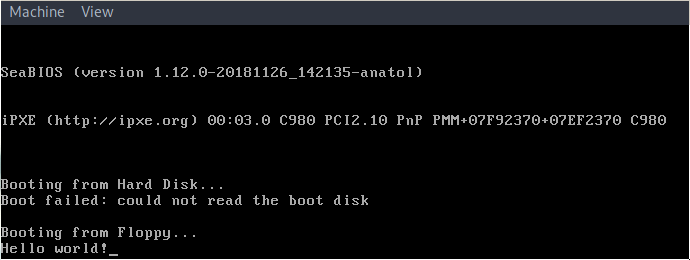 Machine View
SeaBIOS (version 1.12.0-20181126_142135-anatol)
iPXE (http://ipxe.org) 00:03.0 C980 PCI2.10 PnP PMM+07F92370+07EF2370 C980
Booting from Hard Disk...
Boot failed: could not read the boot disk
Booting from Floppy...
Hello world!_